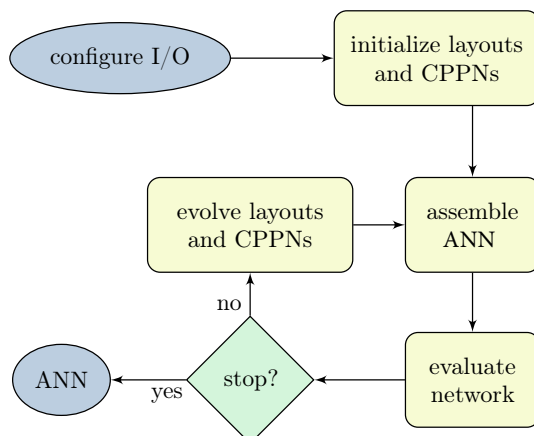 configure I/O
initialize layouts
and CPPNs
evolve layouts
and CPPNs
assemble
ANN
no
ANN
yes
stop?
evaluate
network